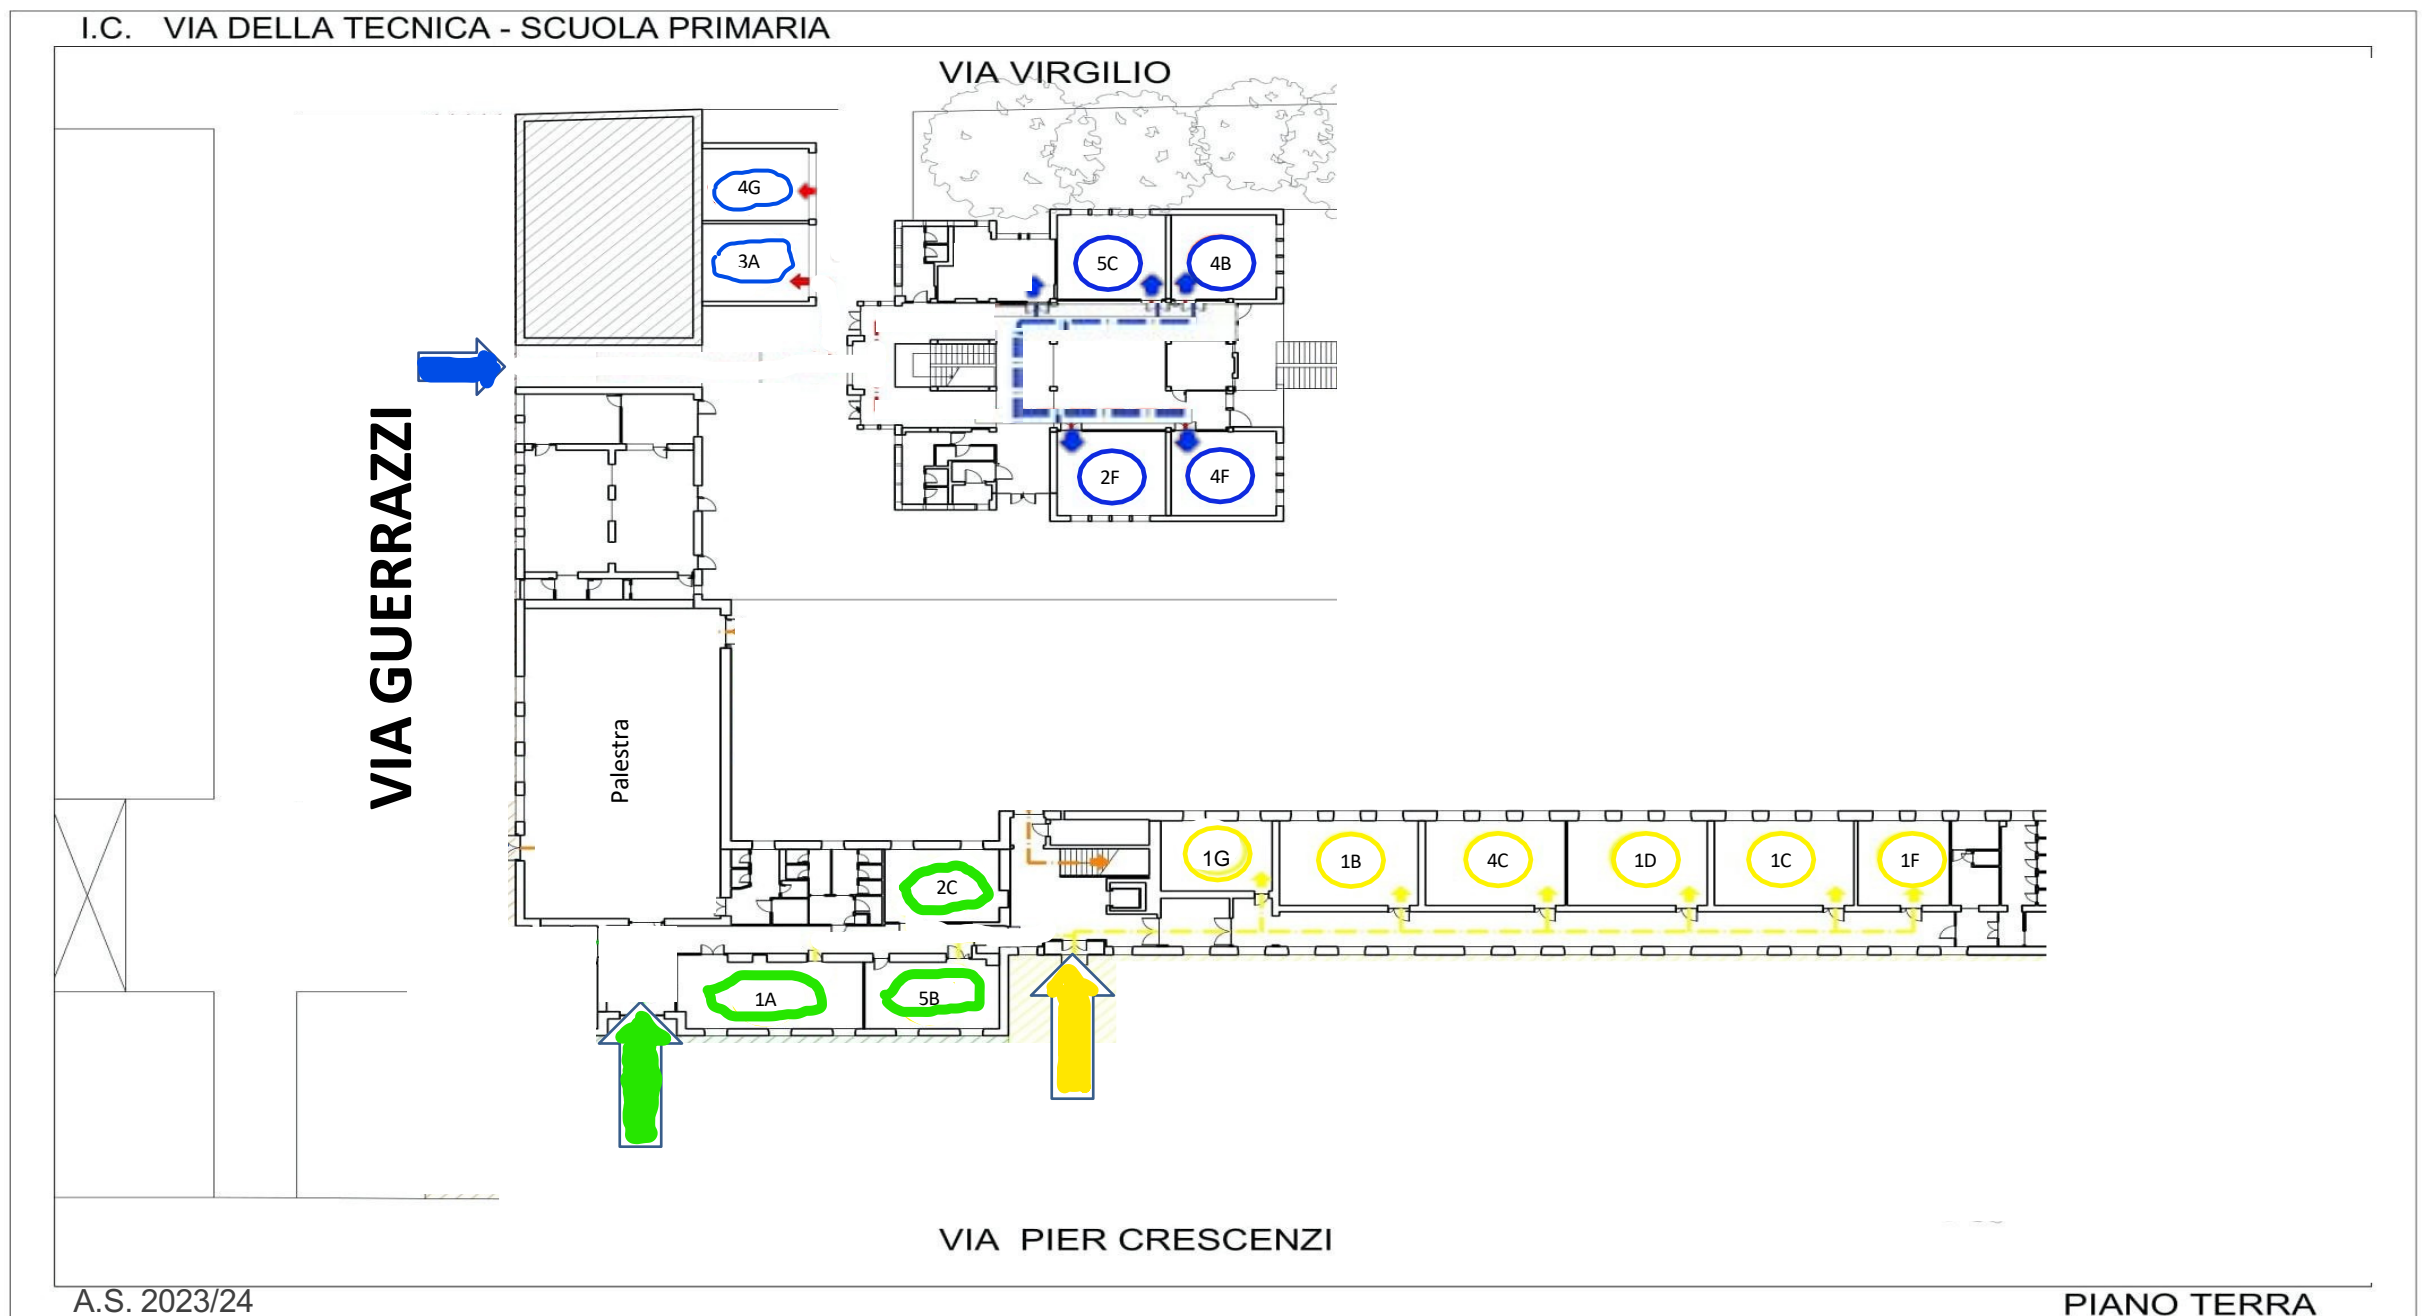 I.C. VIA DELLA TECNICA - SCUOLA PRIMARIA
VIA VIRGILIO
4G
3A
5C
4B
2F
4F
VIA GUERRAZZI
Palestra
1G
1B
4C
1D
1C
1F
2C
1A
5B
VIA PIER CRESCENZI
A.S. 2023/24
PIANO TERRA